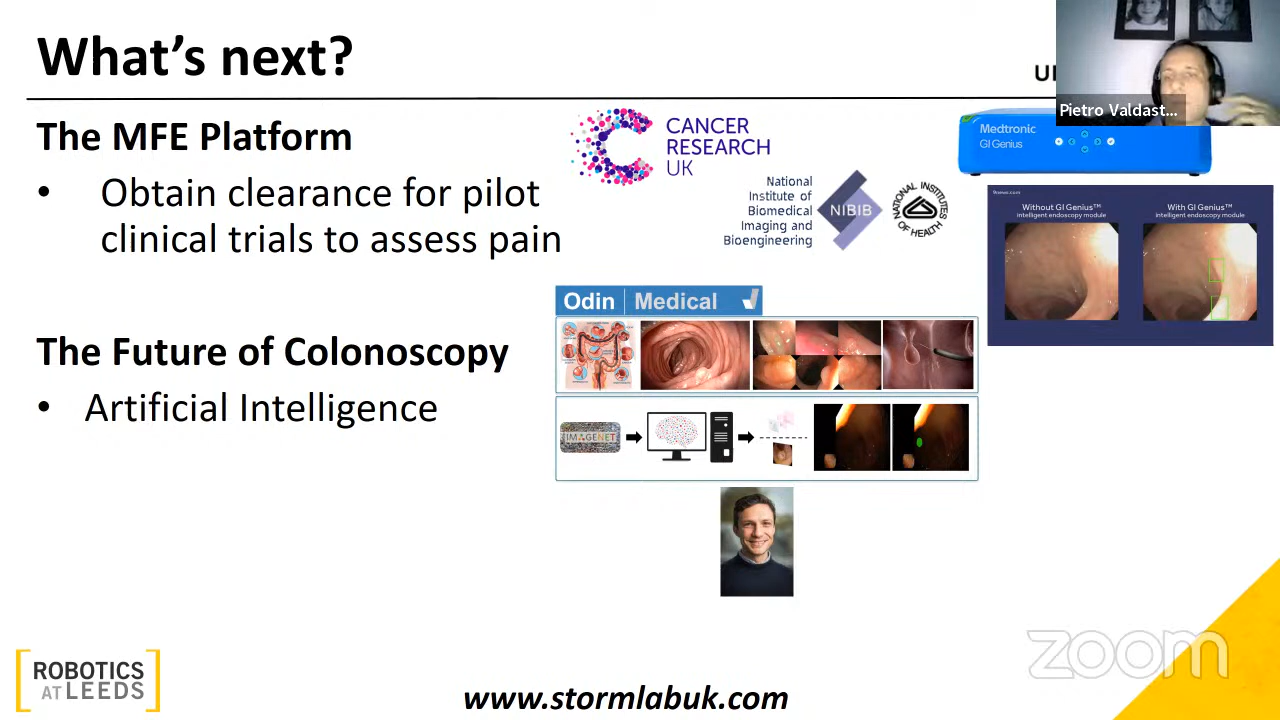 What's next?
UI
Pietro Valdast...
The MFE Platform
• Obtain clearance for pilot
clinical trials to assess pain
CANCER
RESEARCH
UK
National
Institute of
Biomedical
Imaging and
Bioengineering
NIBIB
NATIONAL INSTITUTES
OF HEALTH
Medtronic
GI Genius
Without GI Genius™
intelligent endoscopy module
With GI Genius™
intelligent endoscopy module
Odin Medical
The Future of Colonoscopy
• Artificial Intelligence
IMAGENET
ROBOTICS
AT LEEDS
www.stormlabuk.com
zoom